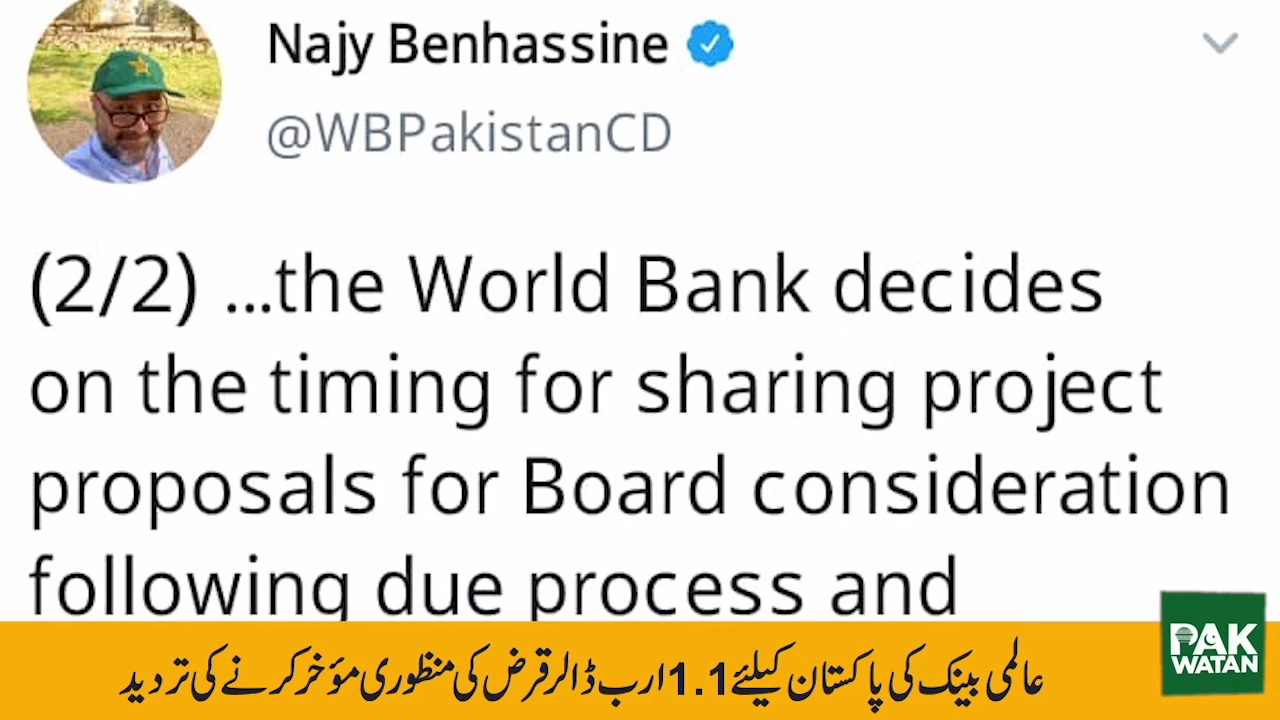 Najy Benhassine
@WBPakistanCD
(2/2) ...the World Bank decides
on the timing for sharing project
proposals for Board consideration
following due process and
عالمی بینک کی پاکستان کیلئے 1.1 ارب ڈالر قرض کی منظوری مؤخر کرنے کی تردید
PAK
WATAN